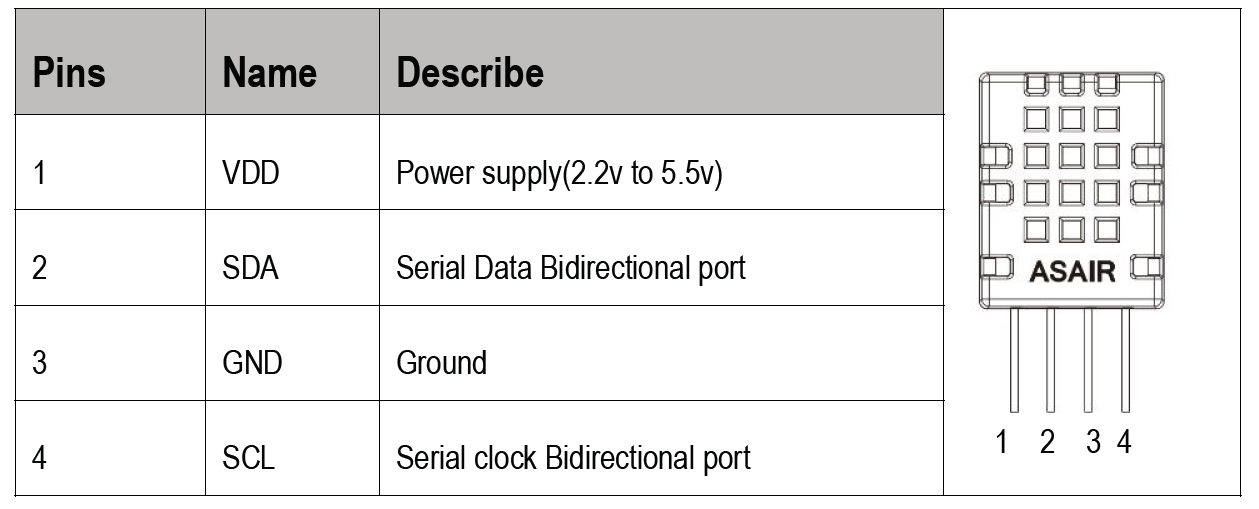 Pins Name Describe
1 VDD Power supply(2.2v to 5.5v)
2 SDA Serial Data Bidirectional port
3 GND Ground
4 SCL Serial clock Bidirectional port
ASAIR
1 2 3 4